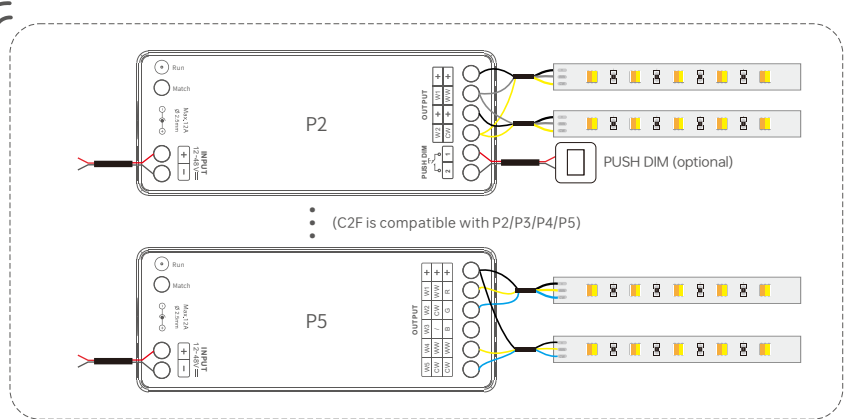 Run
Match
Max.12A
Ø 2.5mm
INPUT
12-48V
+
−
P2
OUTPUT
+ +
W1 WW
+ +
W2 CW
PUSH DIM
1
2
PUSH DIM (optional)
(C2F is compatible with P2/P3/P4/P5)
Run
Match
Max.12A
Ø 2.5mm
INPUT
12-48V
+
−
P5
OUTPUT
+ + +
W1 WW R
W2 CW G
W3 / B
W4 WW WW
W5 CW CW